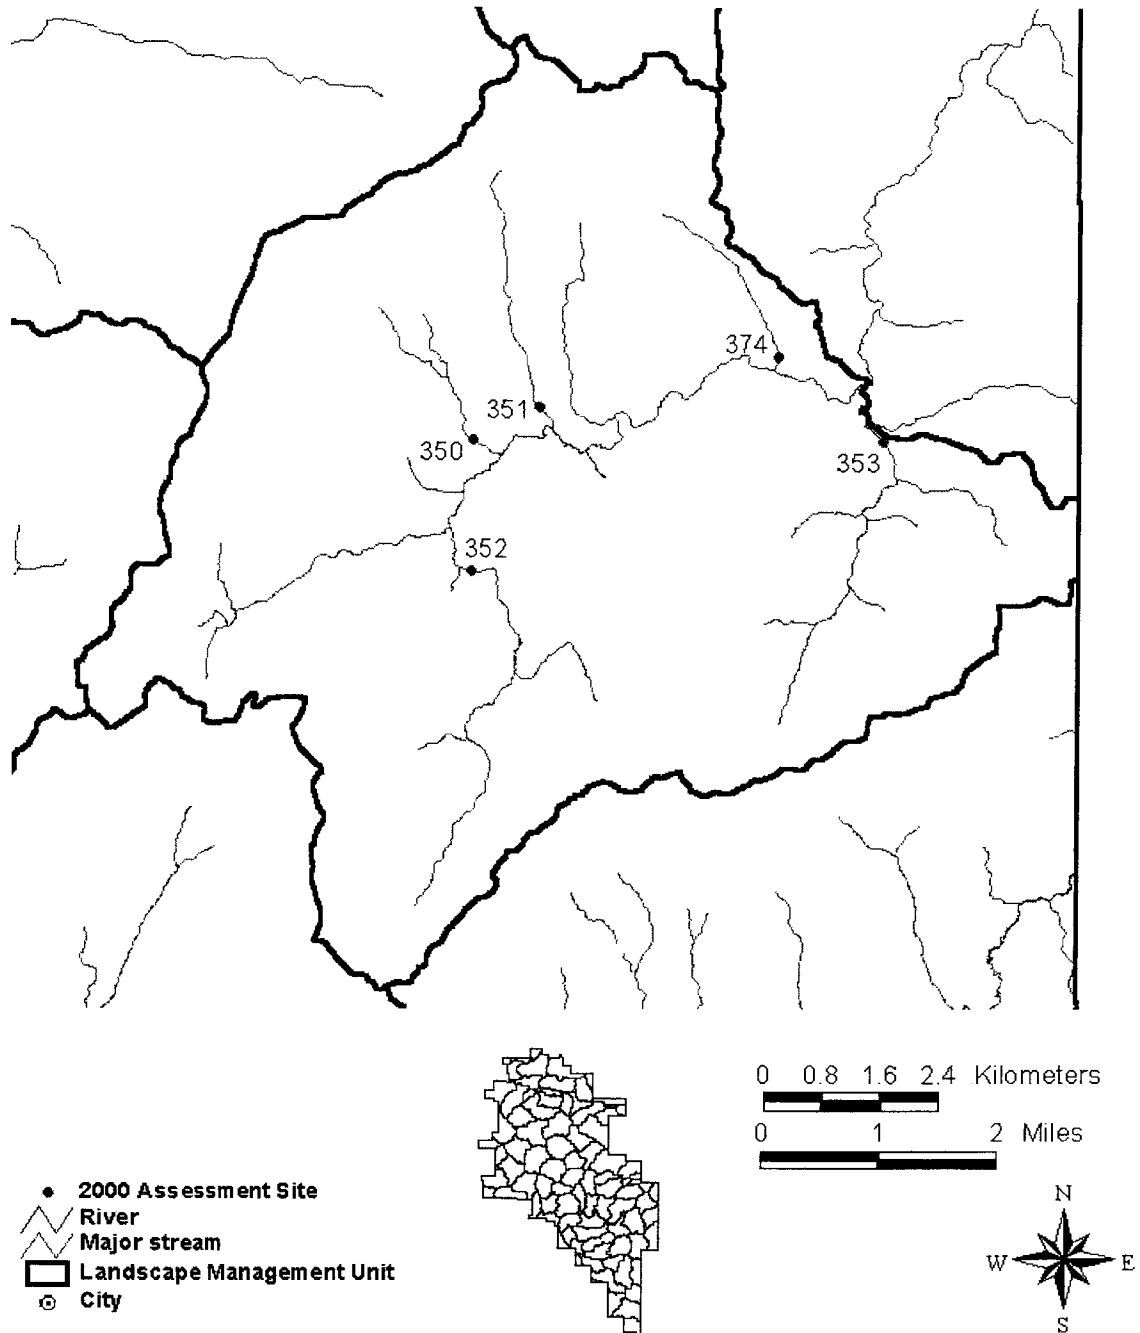 374
351
350
353
352
0 0.8 1.6 2.4 Kilometers
0 1 2 Miles
2000 Assessment Site
River
Major stream
Landscape Management Unit
City
N
W E
S